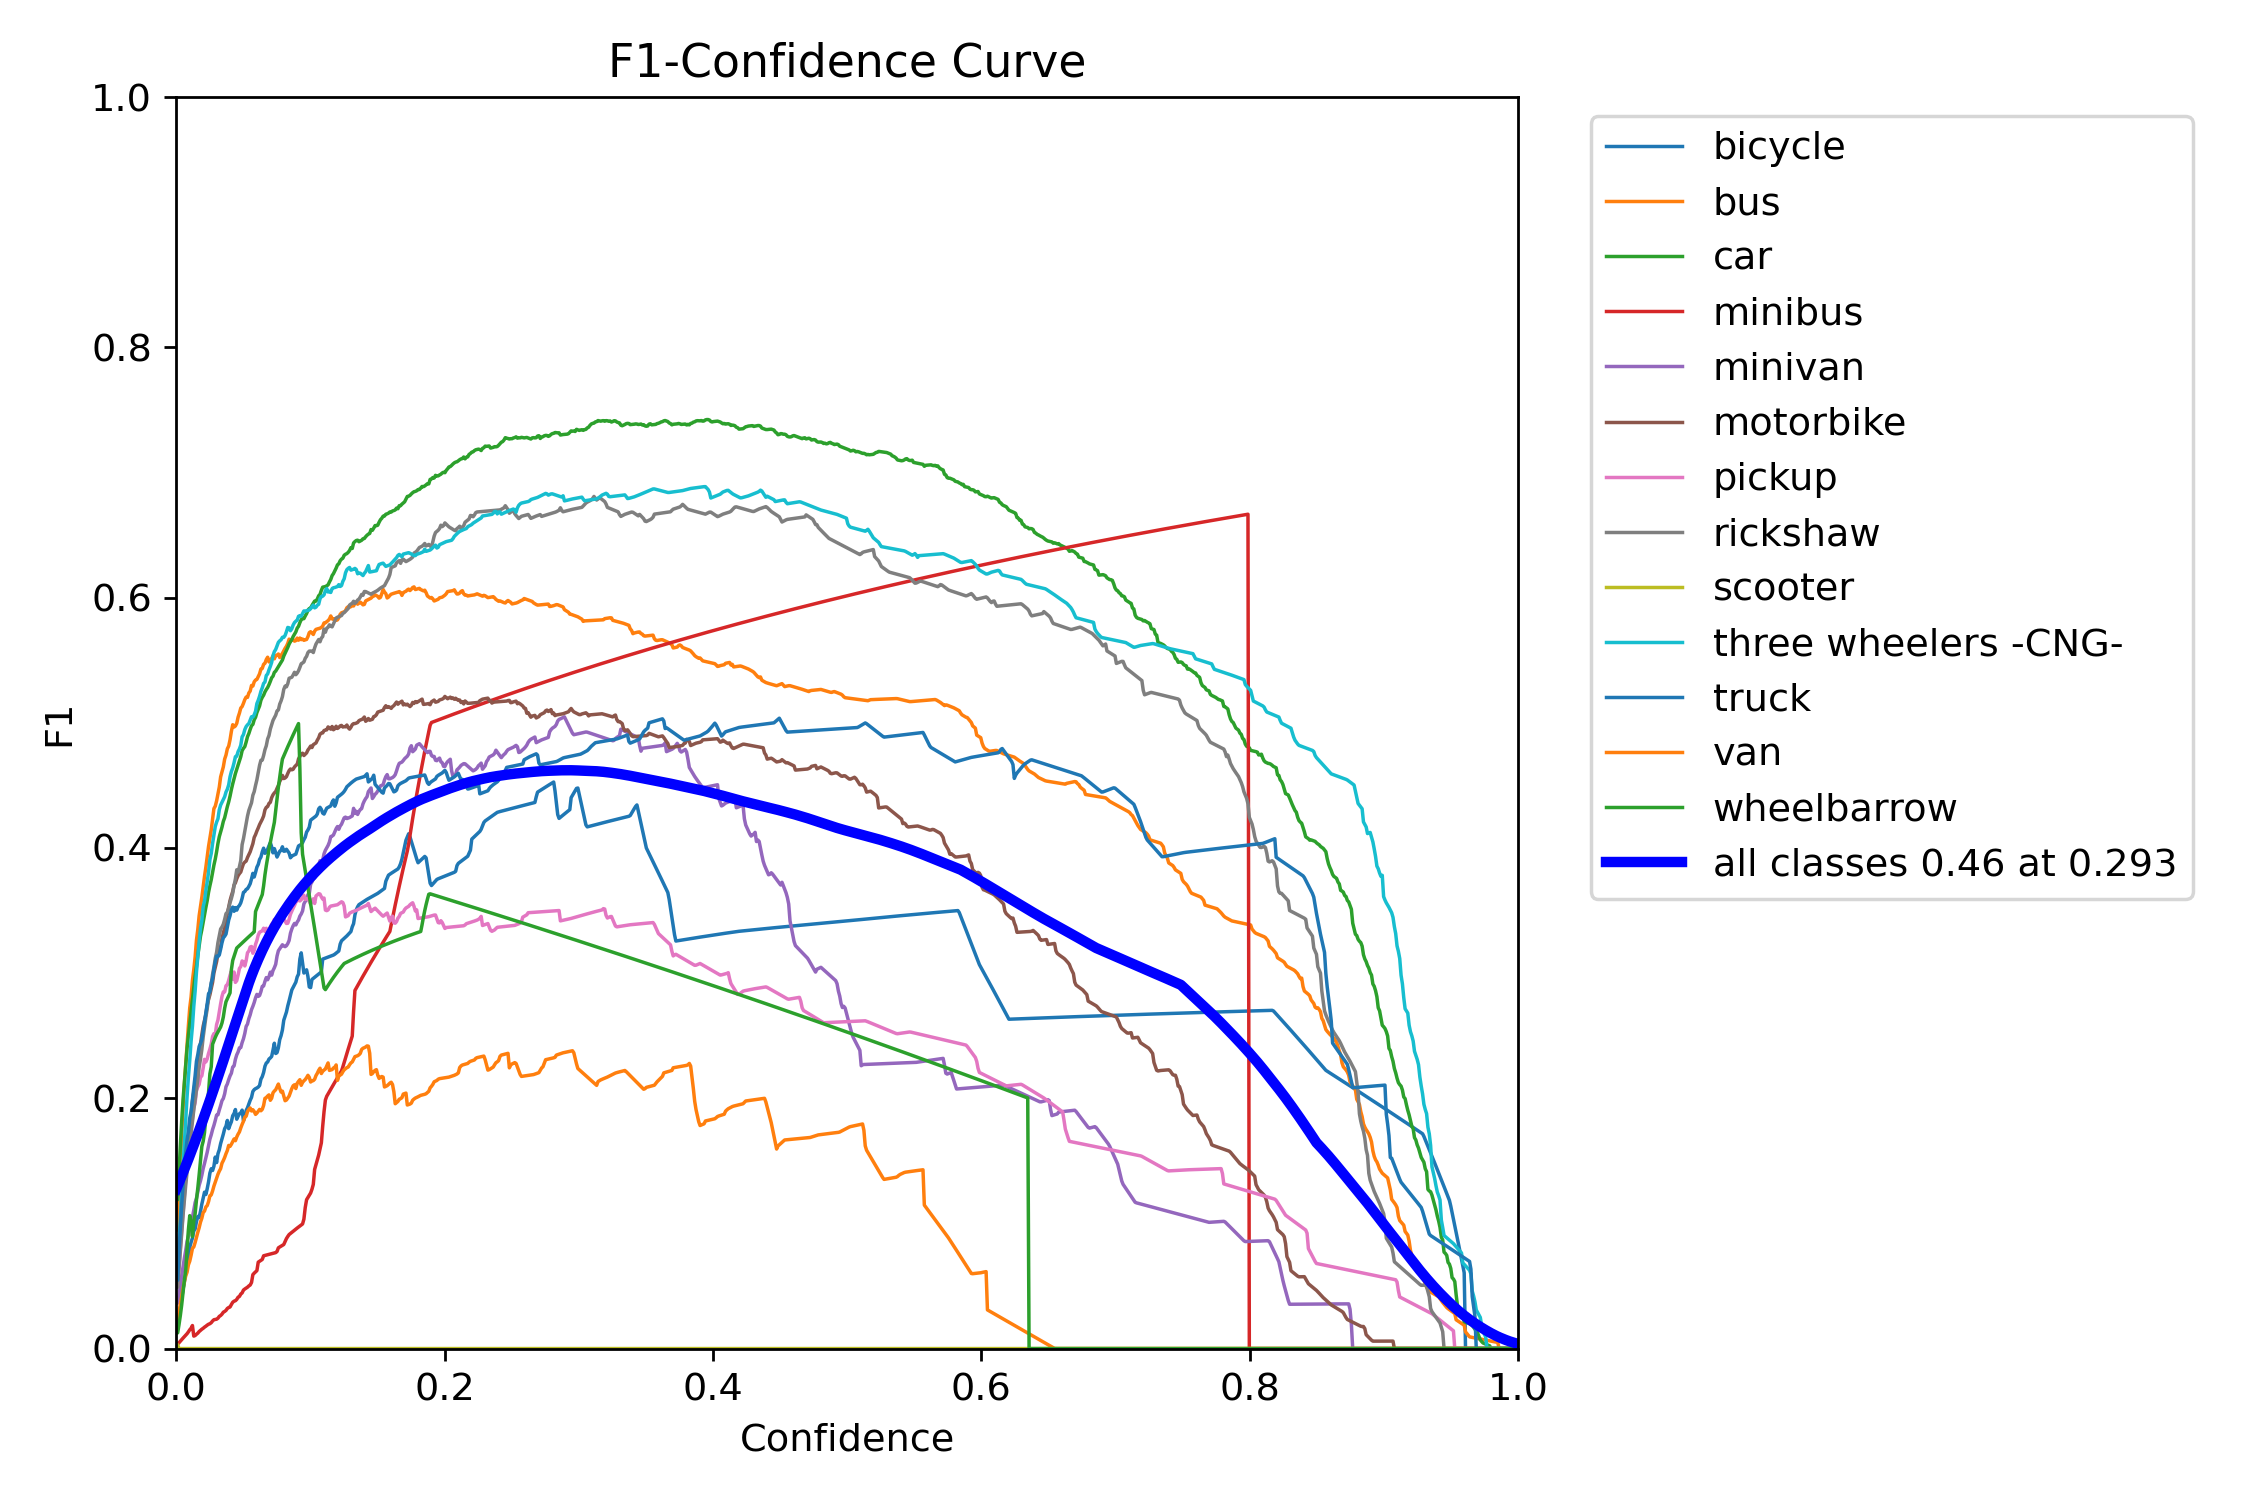 F1-Confidence Curve
1.0
0.8
0.6
0.4
0.2
0.0
F1
0.0 0.2 0.4 0.6 0.8 1.0
Confidence
bicycle
bus
car
minibus
minivan
motorbike
pickup
rickshaw
scooter
three wheelers -CNG-
truck
van
wheelbarrow
all classes 0.46 at 0.293